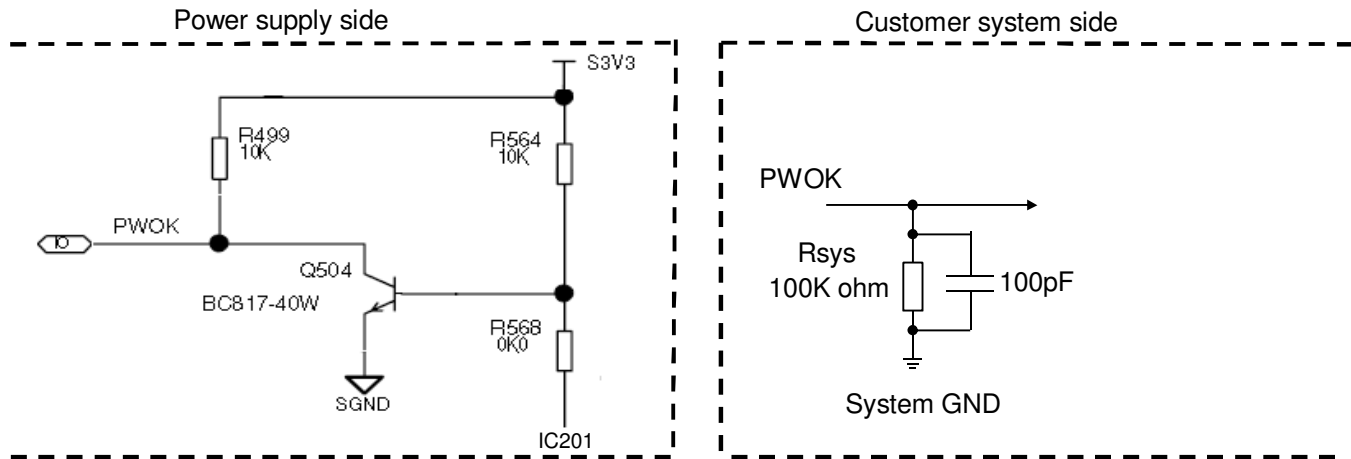 Power supply side
Customer system side
S3V3
R499
10K
R564
10K
PWOK
IO
Q504
BC817-40W
R568
0K0
SGND
IC201
PWOK
Rsys
100K ohm
100pF
System GND